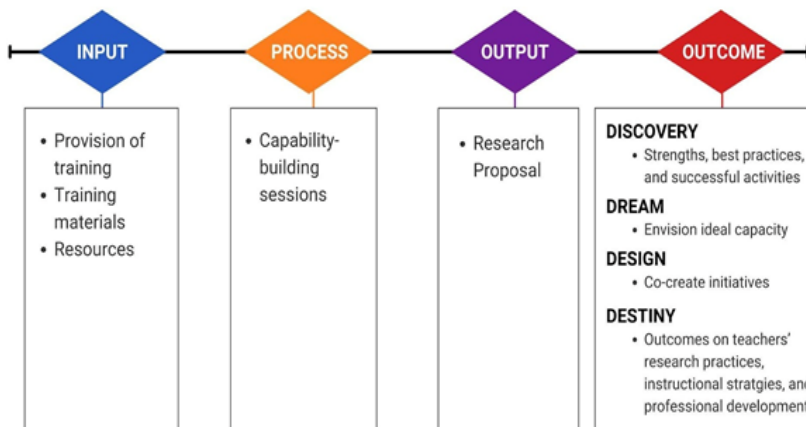 INPUT
PROCESS
OUTPUT
OUTCOME
• Provision of
training
• Training
materials
• Resources
• Capability-
building
sessions
• Research
Proposal
DISCOVERY
• Strengths, best practices,
and successful activities
DREAM
• Envision ideal capacity
DESIGN
• Co-create initiatives
DESTINY
• Outcomes on teachers'
research practices,
instructional stratgies, and
professional development